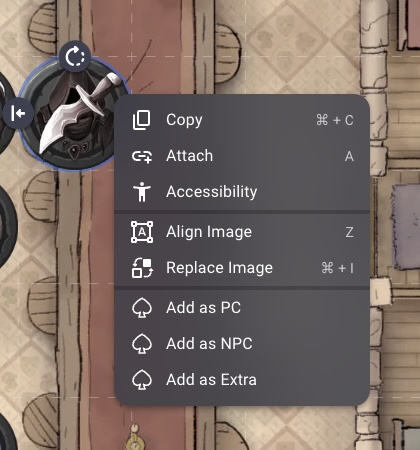 Copy ⌘ + C
Attach A
Accessibility
Align Image Z
Replace Image ⌘ + I
Add as PC
Add as NPC
Add as Extra